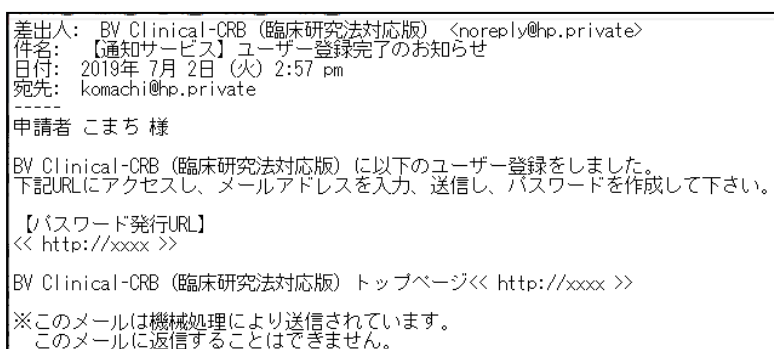 差出人: BV Clinical-CRB（臨床研究法対応版） <noreply@hp.private>
件名: 【通知サービス】ユーザー登録完了のお知らせ
日付: 2019年 7月 2日（火）2:57 pm
宛先: komachi@hp.private
-----
申請者 こまち 様
BV Clinical-CRB（臨床研究法対応版）に以下のユーザー登録をしました。
下記URLにアクセスし、メールアドレスを入力、送信し、パスワードを作成して下さい。
【パスワード発行URL】
<< http://xxxx >>
BV Clinical-CRB（臨床研究法対応版）トップページ<< http://xxxx >>
※このメールは機械処理により送信されています。
このメールに返信することはできません。